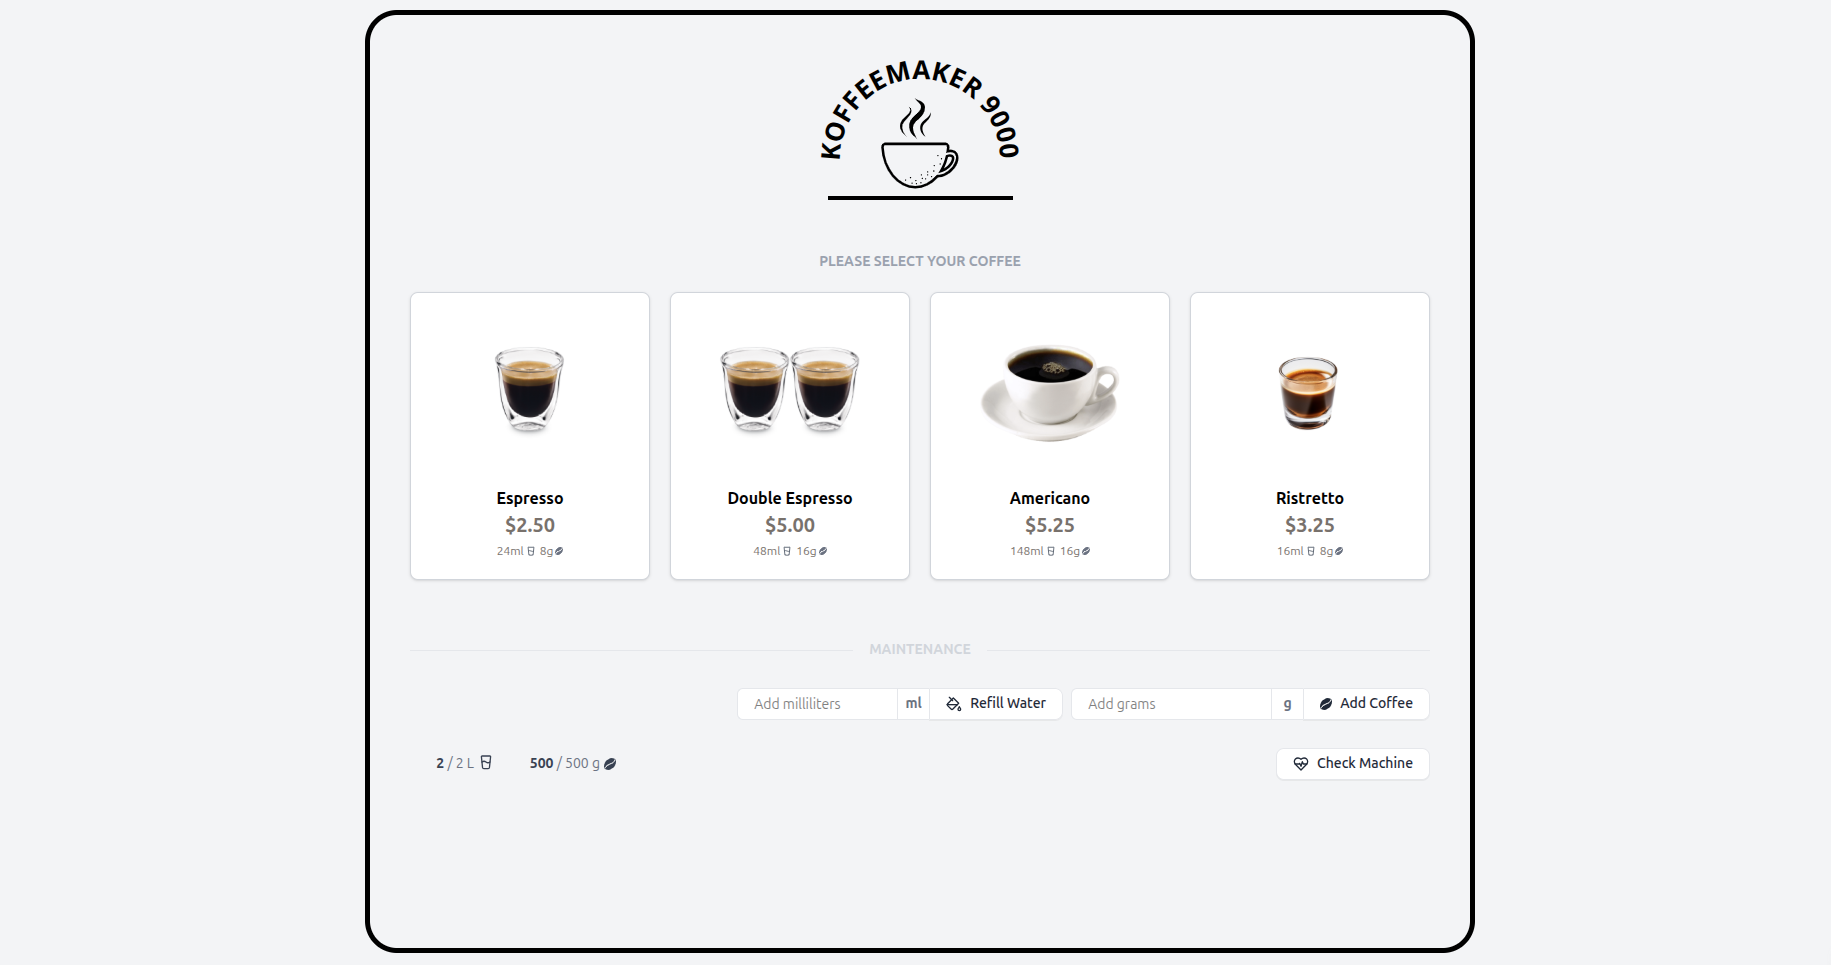 KOFFEEMAKER 9000
PLEASE SELECT YOUR COFFEE
Espresso
$2.50
24ml 8g
Double Espresso
$5.00
48ml 16g
Americano
$5.25
148ml 16g
Ristretto
$3.25
16ml 8g
MAINTENANCE
Add milliliters ml Refill Water Add grams g Add Coffee
2 / 2 L 500 / 500 g Check Machine